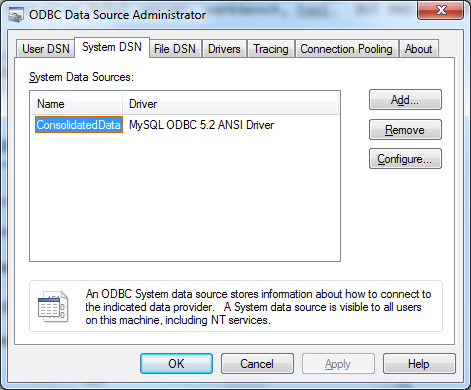 ODBC Data Source Administrator
User DSN System DSN File DSN Drivers Tracing Connection Pooling About
System Data Sources:
Name Driver
ConsolidatedData MySQL ODBC 5.2 ANSI Driver
Add...
Remove
Configure...
An ODBC System data source stores information about how to connect to
the indicated data provider. A System data source is visible to all users
on this machine, including NT services.
OK Cancel Apply Help